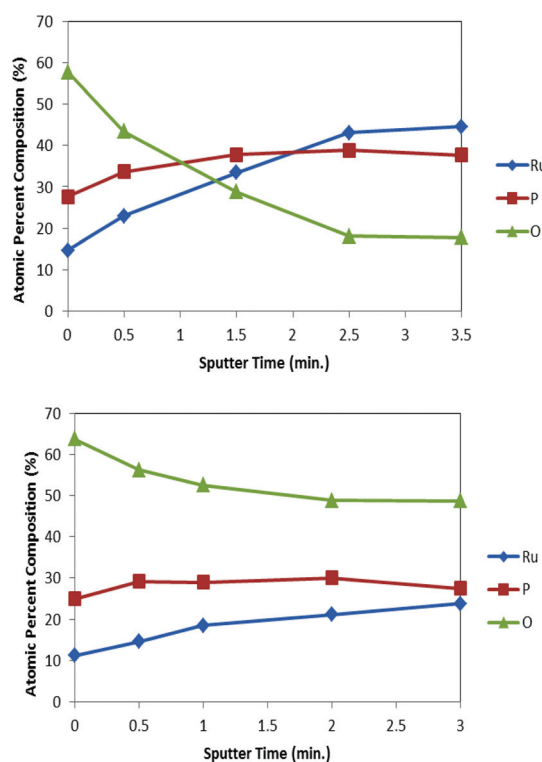 70
60
50
40
30
20
10
0
Atomic Percent Composition (%)
0 0.5 1 1.5 2 2.5 3 3.5
Sputter Time (min.)
Ru
P
O
70
60
50
40
30
20
10
0
Atomic Percent Composition (%)
0 0.5 1 1.5 2 2.5 3
Sputter Time (min.)
Ru
P
O